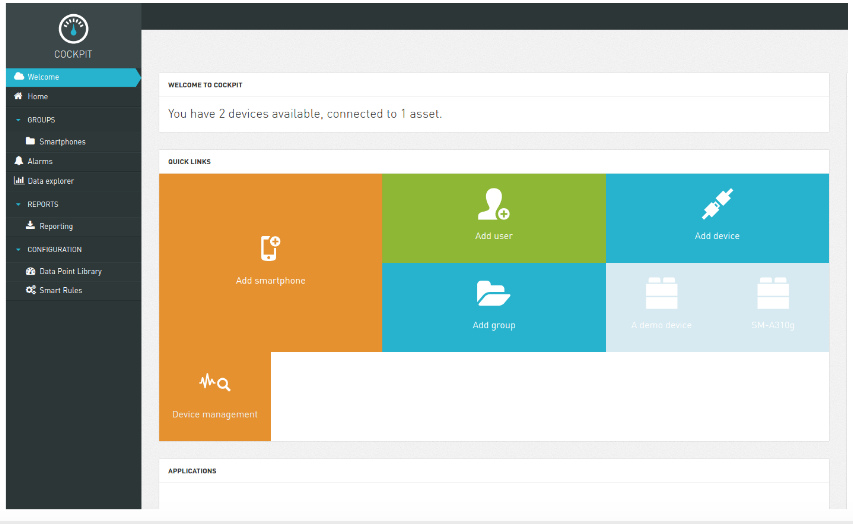 COCKPIT
Welcome
Home
GROUPS
Smartphones
Alarms
Data explorer
REPORTS
Reporting
CONFIGURATION
Data Point Library
Smart Rules
WELCOME TO COCKPIT
You have 2 devices available, connected to 1 asset.
QUICK LINKS
Add smartphone
Add user
Add device
Add group
A demo device
SM-A310g
Device management
APPLICATIONS